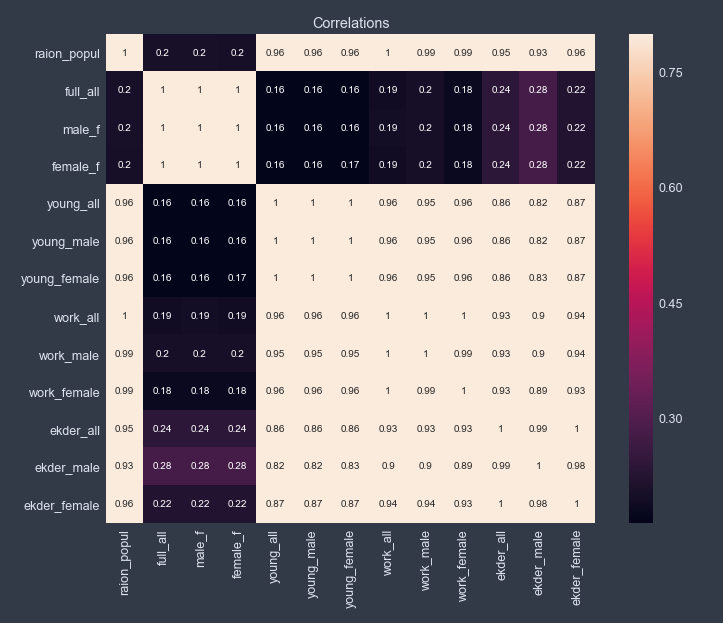 Correlations
raion_popul 1 0.2 0.2 0.2 0.96 0.96 0.96 1 0.99 0.99 0.95 0.93 0.96
full_all 0.2 1 1 1 0.16 0.16 0.16 0.19 0.2 0.18 0.24 0.28 0.22
male_f 0.2 1 1 1 0.16 0.16 0.16 0.19 0.2 0.18 0.24 0.28 0.22
female_f 0.2 1 1 1 0.16 0.16 0.17 0.19 0.2 0.18 0.24 0.28 0.22
young_all 0.96 0.16 0.16 0.16 1 1 1 0.96 0.95 0.96 0.86 0.82 0.87
young_male 0.96 0.16 0.16 0.16 1 1 1 0.96 0.95 0.96 0.86 0.82 0.87
young_female 0.96 0.16 0.16 0.17 1 1 1 0.96 0.95 0.96 0.86 0.83 0.87
work_all 1 0.19 0.19 0.19 0.96 0.96 0.96 1 1 1 0.93 0.9 0.94
work_male 0.99 0.2 0.2 0.2 0.95 0.95 0.95 1 1 0.99 0.93 0.9 0.94
work_female 0.99 0.18 0.18 0.18 0.96 0.96 0.96 1 0.99 1 0.93 0.89 0.93
ekder_all 0.95 0.24 0.24 0.24 0.86 0.86 0.86 0.93 0.93 0.93 1 0.99 1
ekder_male 0.93 0.28 0.28 0.28 0.82 0.82 0.83 0.9 0.9 0.89 0.99 1 0.98
ekder_female 0.96 0.22 0.22 0.22 0.87 0.87 0.87 0.94 0.94 0.93 1 0.98 1
raion_popul
full_all
male_f
female_f
young_all
young_male
young_female
work_all
work_male
work_female
ekder_all
ekder_male
ekder_female
0.75
0.60
0.45
0.30